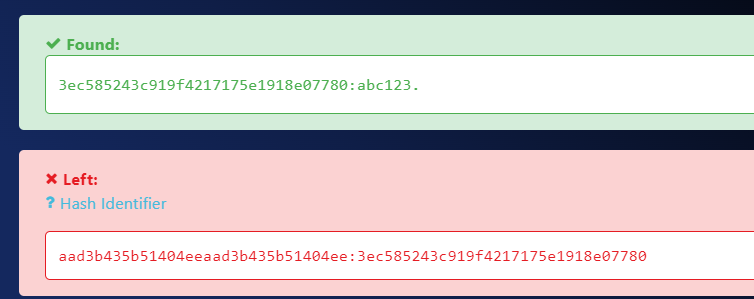 ✔ Found:
3ec585243c919f4217175e1918e07780:abc123.
✖ Left:
? Hash Identifier
aad3b435b51404eeaad3b435b51404ee:3ec585243c919f4217175e1918e07780